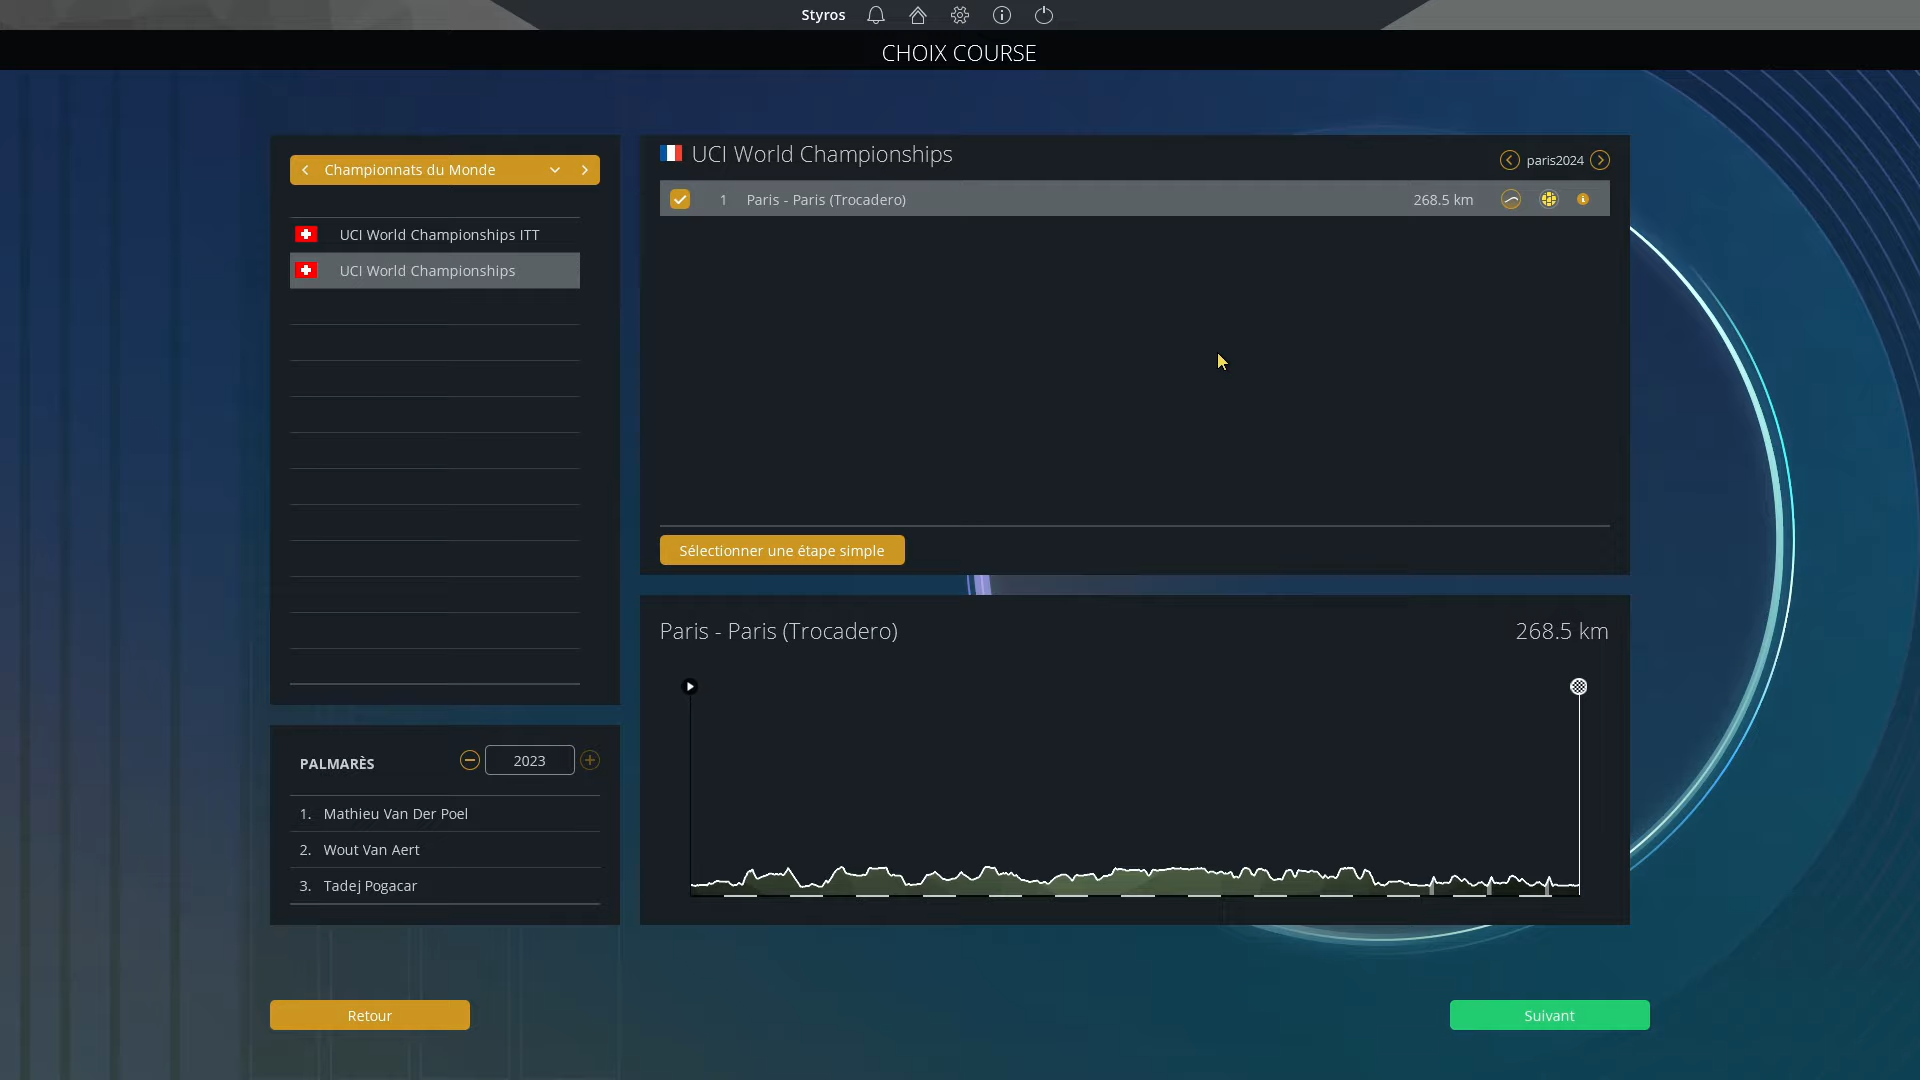 Styros
CHOIX COURSE
Championnats du Monde
UCI World Championships ITT
UCI World Championships
UCI World Championships
paris2024
1 Paris - Paris (Trocadero) 268.5 km
Sélectionner une étape simple
Paris - Paris (Trocadero) 268.5 km
PALMARÈS 2023
1. Mathieu Van Der Poel
2. Wout Van Aert
3. Tadej Pogacar
Retour
Suivant